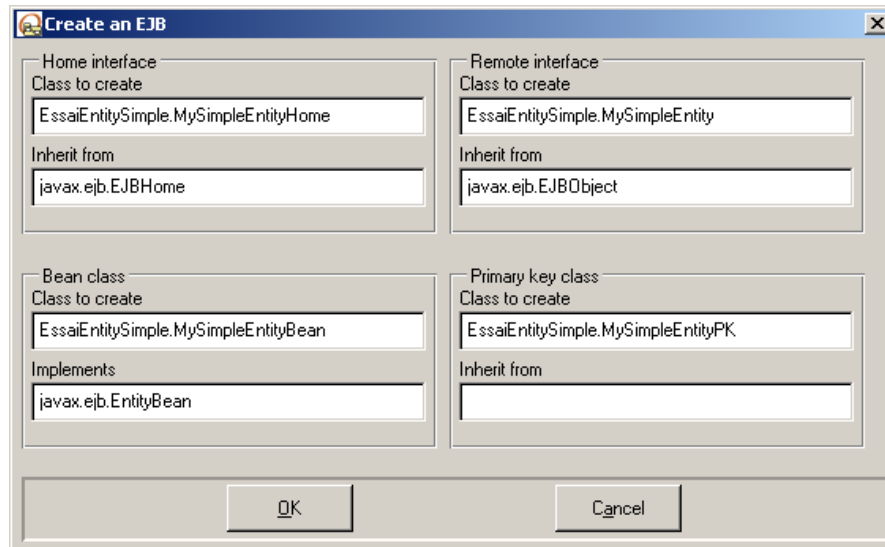 Create an EJB
Home interface
Class to create
EssaiEntitySimple.MySimpleEntityHome
Inherit from
javax.ejb.EJBHome
Remote interface
Class to create
EssaiEntitySimple.MySimpleEntity
Inherit from
javax.ejb.EJBObject
Bean class
Class to create
EssaiEntitySimple.MySimpleEntityBean
Implements
javax.ejb.EntityBean
Primary key class
Class to create
EssaiEntitySimple.MySimpleEntityPK
Inherit from
OK
Cancel